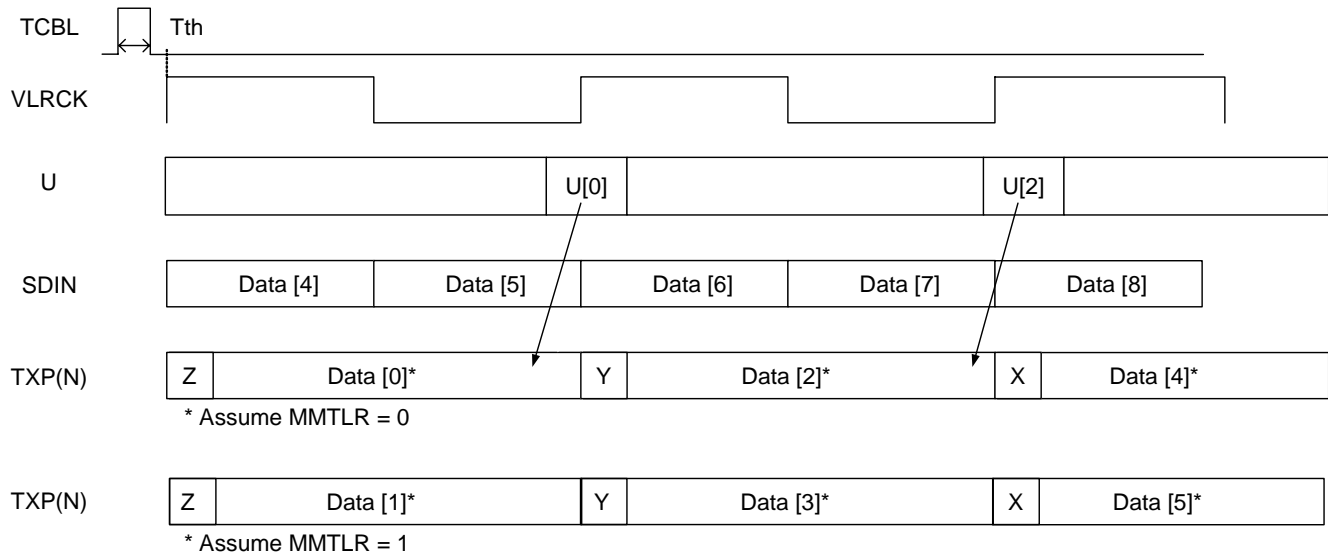 TCBL Tth
VLRCK
U U[0] U[2]
SDIN Data [4] Data [5] Data [6] Data [7] Data [8]
TXP(N) Z Data [0]* Y Data [2]* X Data [4]*
* Assume MMTLR = 0
TXP(N) Z Data [1]* Y Data [3]* X Data [5]*
* Assume MMTLR = 1